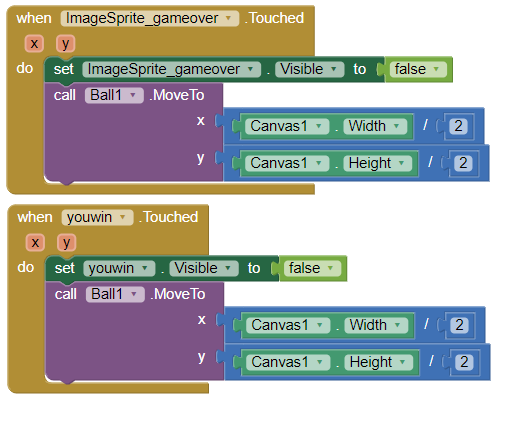 when ImageSprite_gameover .Touched
x y
do set ImageSprite_gameover . Visible to false
call Ball1 .MoveTo
x Canvas1 . Width / 2
y Canvas1 . Height / 2
when youwin .Touched
x y
do set youwin . Visible to false
call Ball1 .MoveTo
x Canvas1 . Width / 2
y Canvas1 . Height / 2